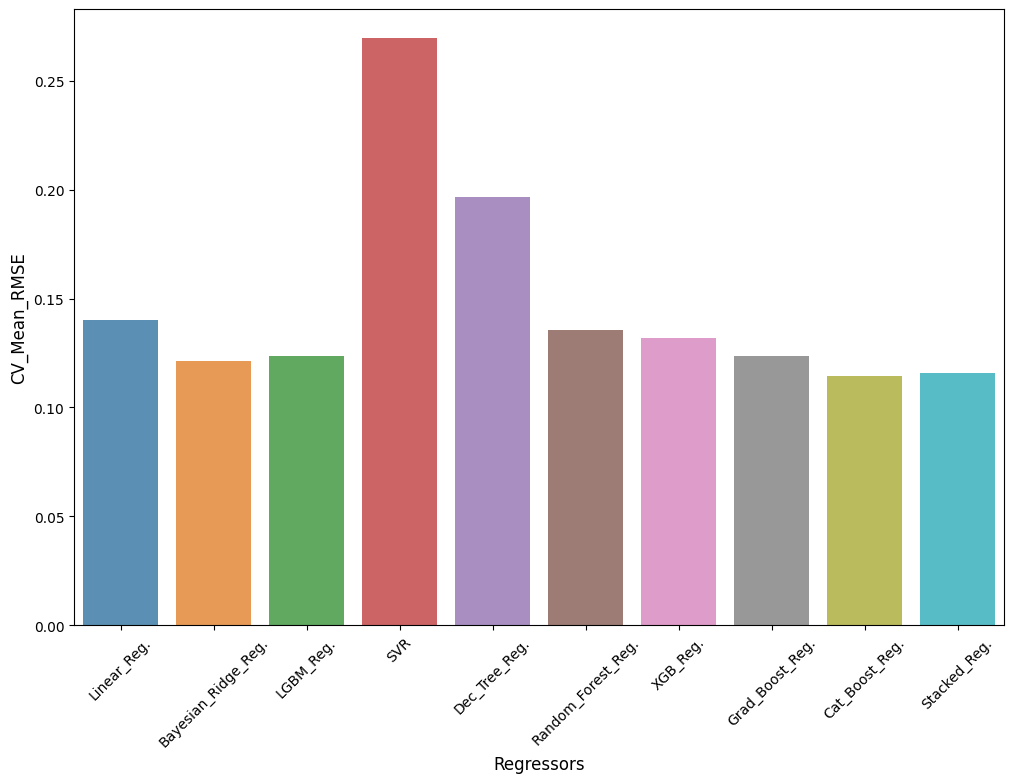 CV_Mean_RMSE
0.25
0.20
0.15
0.10
0.05
0.00
Linear_Reg.
Bayesian_Ridge_Reg.
LGBM_Reg.
SVR
Dec_Tree_Reg.
Random_Forest_Reg.
XGB_Reg.
Grad_Boost_Reg.
Cat_Boost_Reg.
Stacked_Reg.
Regressors